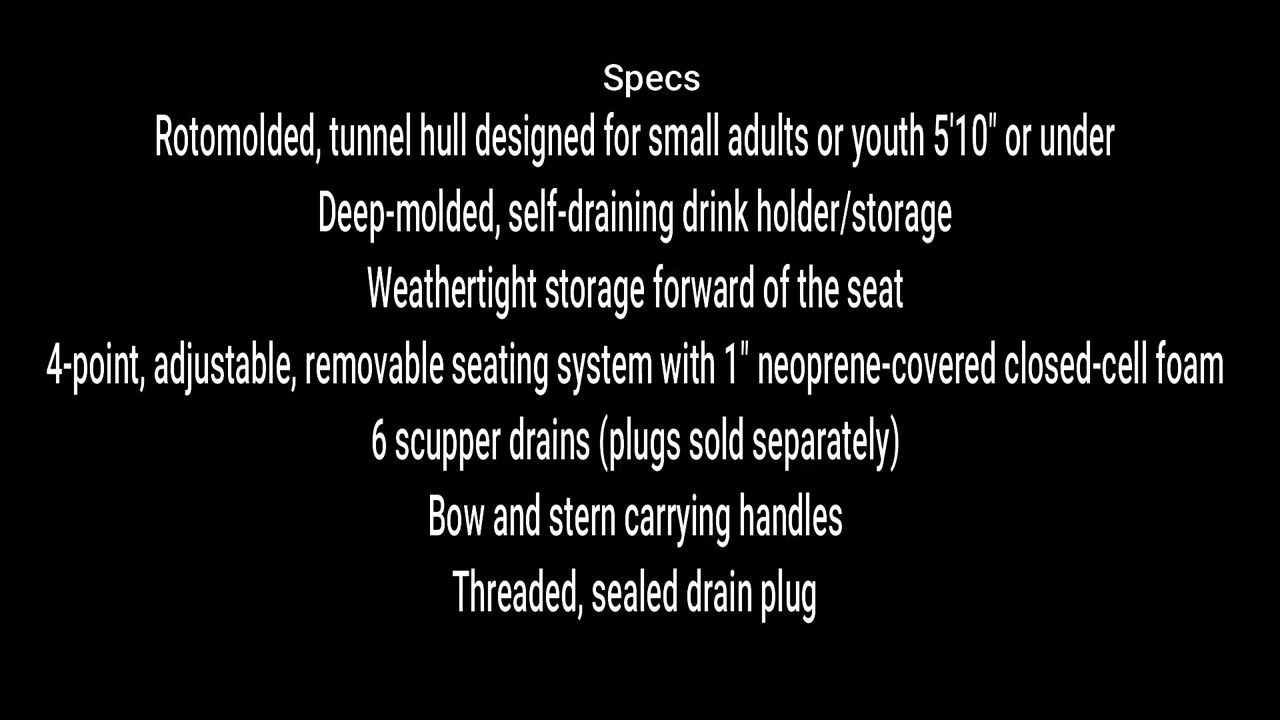 Specs
Rotomolded, tunnel hull designed for small adults or youth 5'10" or under
Deep-molded, self-draining drink holder/storage
Weathertight storage forward of the seat
4-point, adjustable, removable seating system with 1" neoprene-covered closed-cell foam
6 scupper drains (plugs sold separately)
Bow and stern carrying handles
Threaded, sealed drain plug